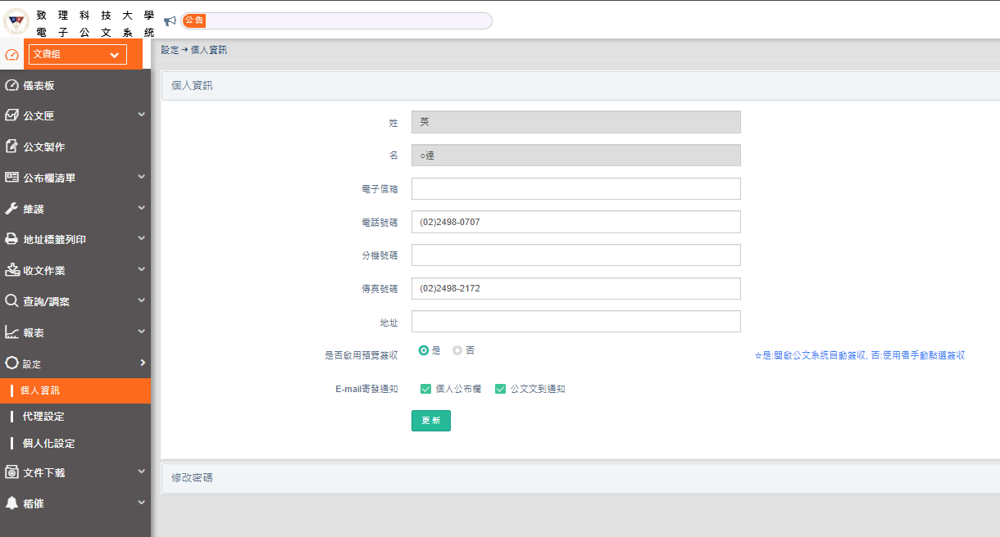 致理科技大學
電子公文系統
公告
文書組
設定 → 個人資訊
儀表板
公文匣
公文製作
公布欄清單
維護
地址標籤列印
收文作業
查詢/調案
報表
設定
個人資訊
代理設定
個人化設定
文件下載
稽催
個人資訊
姓 英
名 ○達
電子信箱
電話號碼 (02)2498-0707
分機號碼
傳真號碼 (02)2498-2172
地址
是否啟用預覽簽收 是 否 ☆是:開啟公文系統自動簽收, 否:使用者手動點選簽收
E-mail寄發通知 個人公布欄 公文文到通知
更新
修改密碼